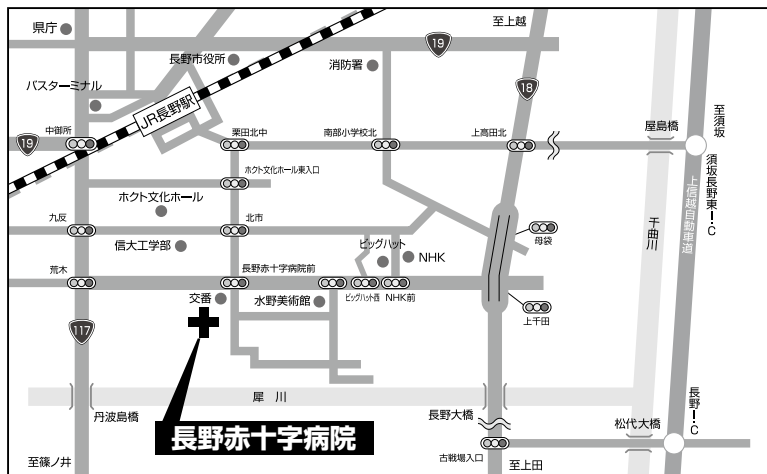 県庁
長野市役所
消防署
19
至上越
バスターミナル
JR長野駅
18
中御所
19
栗田北中
南部小学校北
上高田北
屋島橋
至須坂
須坂長野東I・C
上信越自動車道
ホクト文化ホール東入口
ホクト文化ホール
九反
北市
信大工学部
ビッグハット
NHK
母袋
千曲川
荒木
長野赤十字病院前
交番
水野美術館
ビッグハット西
NHK前
上千田
117
犀川
丹波島橋
長野大橋
松代大橋
長野I・C
長野赤十字病院
古戦場入口
至篠ノ井
至上田